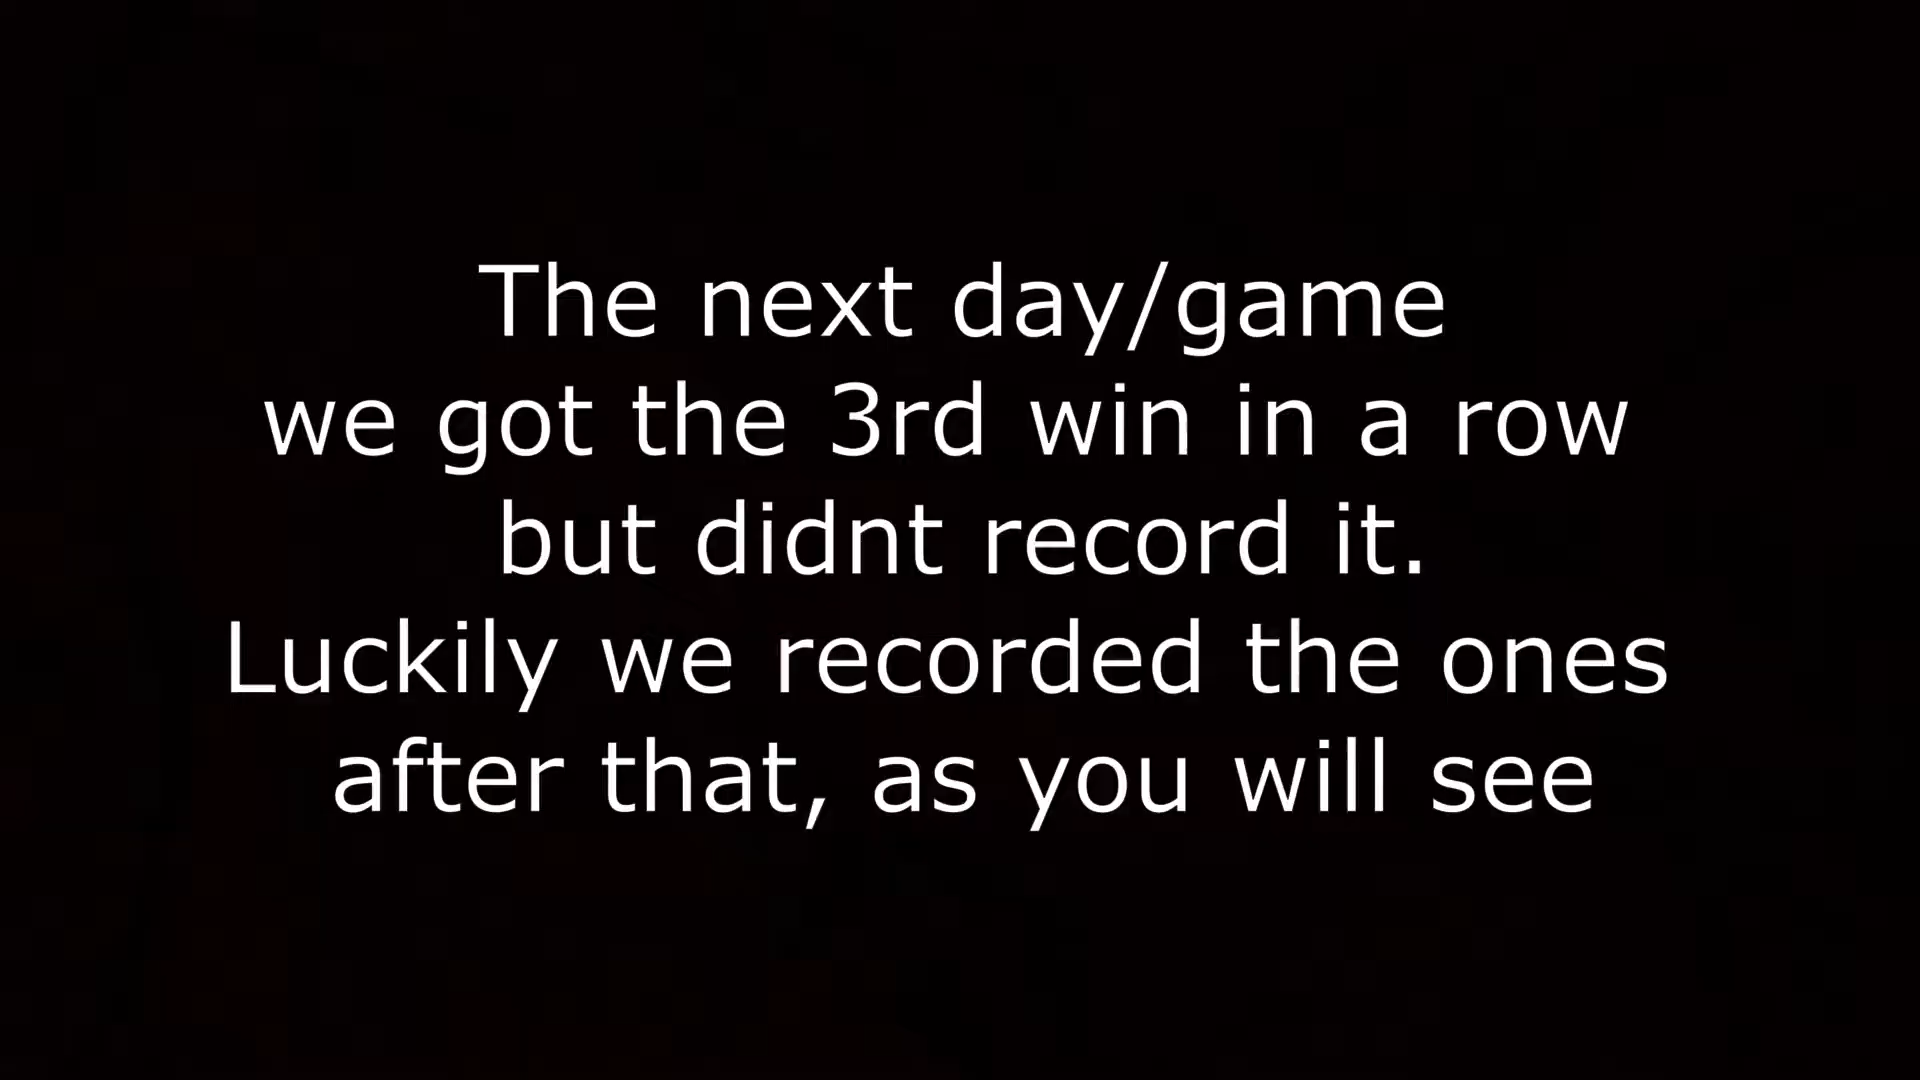 The next day/game
we got the 3rd win in a row
but didnt record it.
Luckily we recorded the ones
after that, as you will see